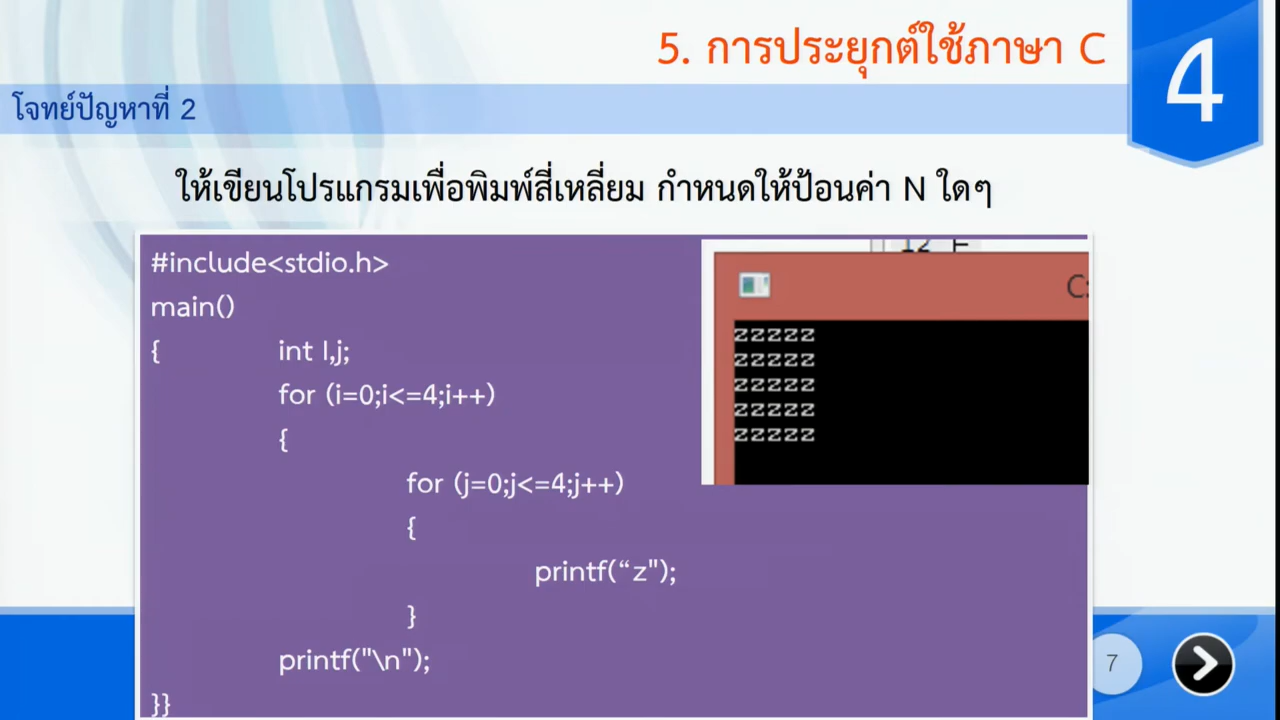 5. การประยุกต์ใช้ภาษา C
4
โจทย์ปัญหาที่ 2
ให้เขียนโปรแกรมเพื่อพิมพ์สี่เหลี่ยม กำหนดให้ป้อนค่า N ใดๆ
#include<stdio.h>
main()
{ int I,j;
for (i=0;i<=4;i++)
{
for (j=0;j<=4;j++)
{
printf(“z");
}
printf("\n");
}}
C:
zzzzz
zzzzz
zzzzz
zzzzz
zzzzz
7